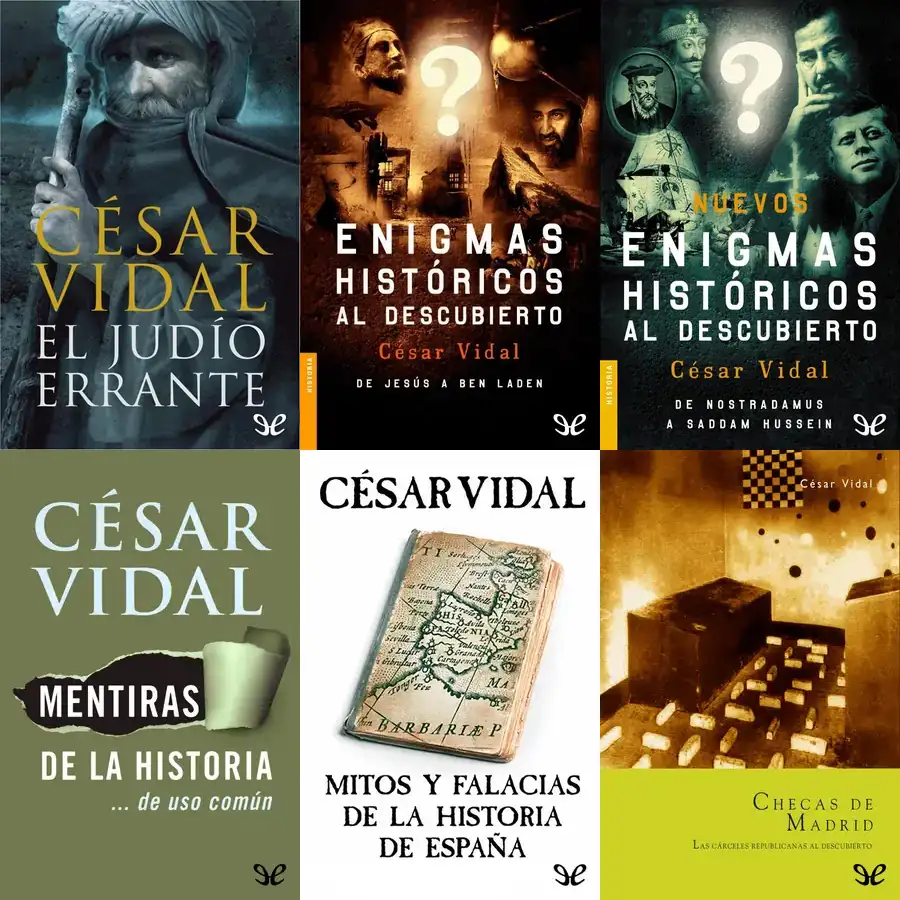 CÉSAR
VIDAL
EL JUDÍO
ERRANTE
ENIGMAS
HISTÓRICOS
AL DESCUBIERTO
César Vidal
DE JESÚS A BEN LADEN
HISTORIA
NUEVOS
ENIGMAS
HISTÓRICOS
AL DESCUBIERTO
César Vidal
DE NOSTRADAMUS
A SADDAM HUSSEIN
HISTORIA
CÉSAR
VIDAL
MENTIRAS
DE LA HISTORIA
... de uso común
CÉSAR VIDAL
BARBARIÆ P
MITOS Y FALACIAS
DE LA HISTORIA
DE ESPAÑA
César Vidal
CHECAS DE
MADRID
LAS CÁRCELES REPUBLICANAS AL DESCUBIERTO